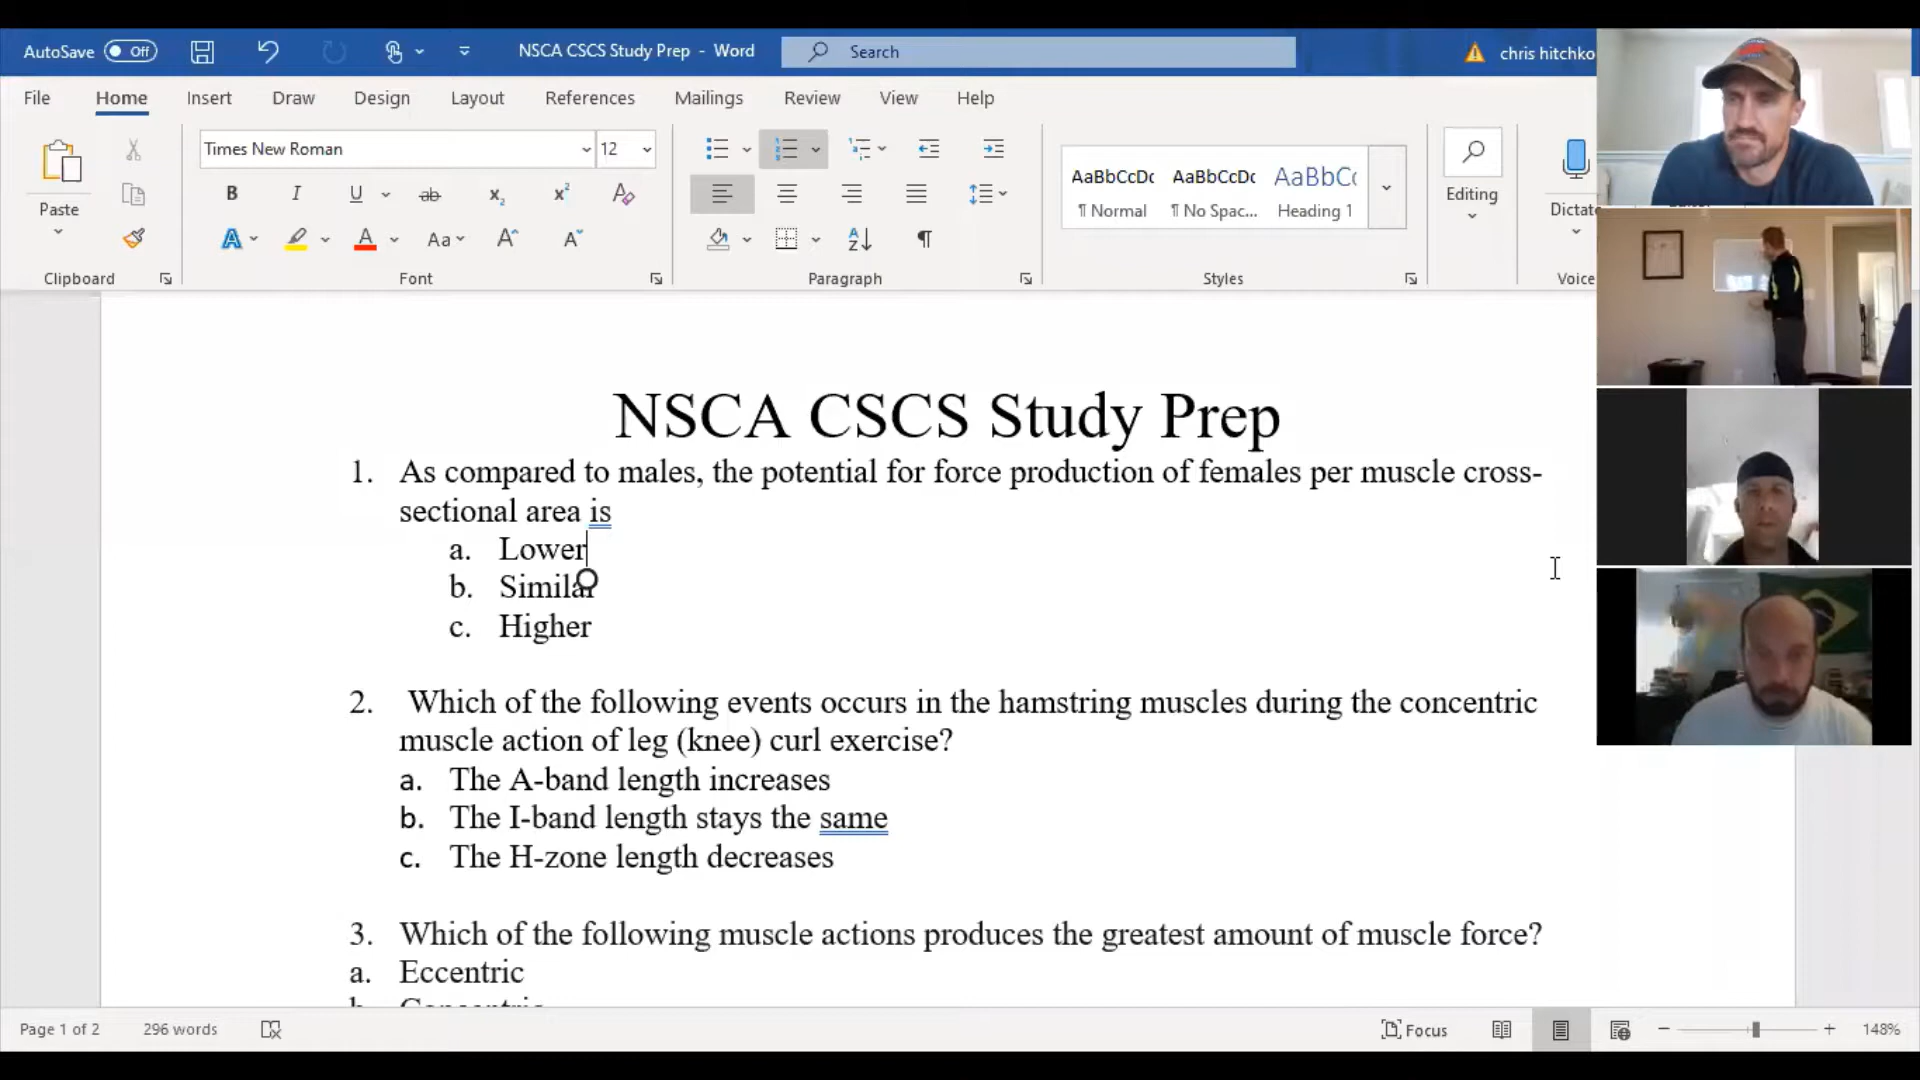 AutoSave Off
NSCA CSCS Study Prep - Word
Search
chris hitchko
File Home Insert Draw Design Layout References Mailings Review View Help
Paste
Clipboard
Times New Roman 12
B I U ab x₂ x²
A A Aa A A
Font
Paragraph
AaBbCcDc AaBbCcDc AaBbCc
¶ Normal ¶ No Spac... Heading 1
Styles
Editing
Dictate
Voice
NSCA CSCS Study Prep
1. As compared to males, the potential for force production of females per muscle cross-
sectional area is
a. Lower
b. Similar
c. Higher
2. Which of the following events occurs in the hamstring muscles during the concentric
muscle action of leg (knee) curl exercise?
a. The A-band length increases
b. The I-band length stays the same
c. The H-zone length decreases
3. Which of the following muscle actions produces the greatest amount of muscle force?
a. Eccentric
b. Concentric
Page 1 of 2 296 words
Focus
148%